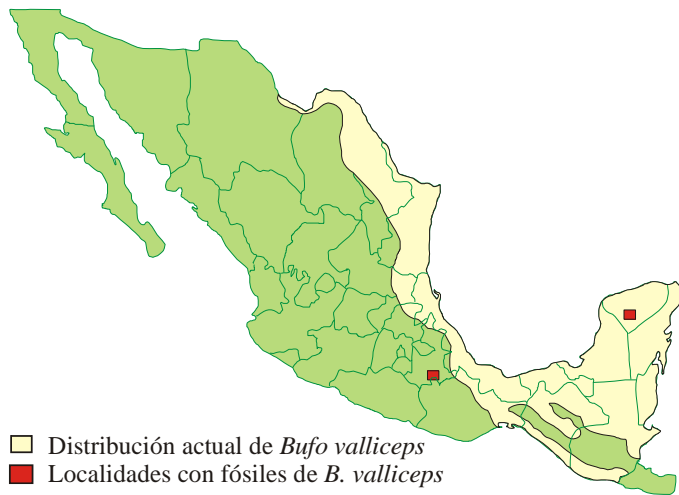 Distribución actual de Bufo valliceps
Localidades con fósiles de B. valliceps